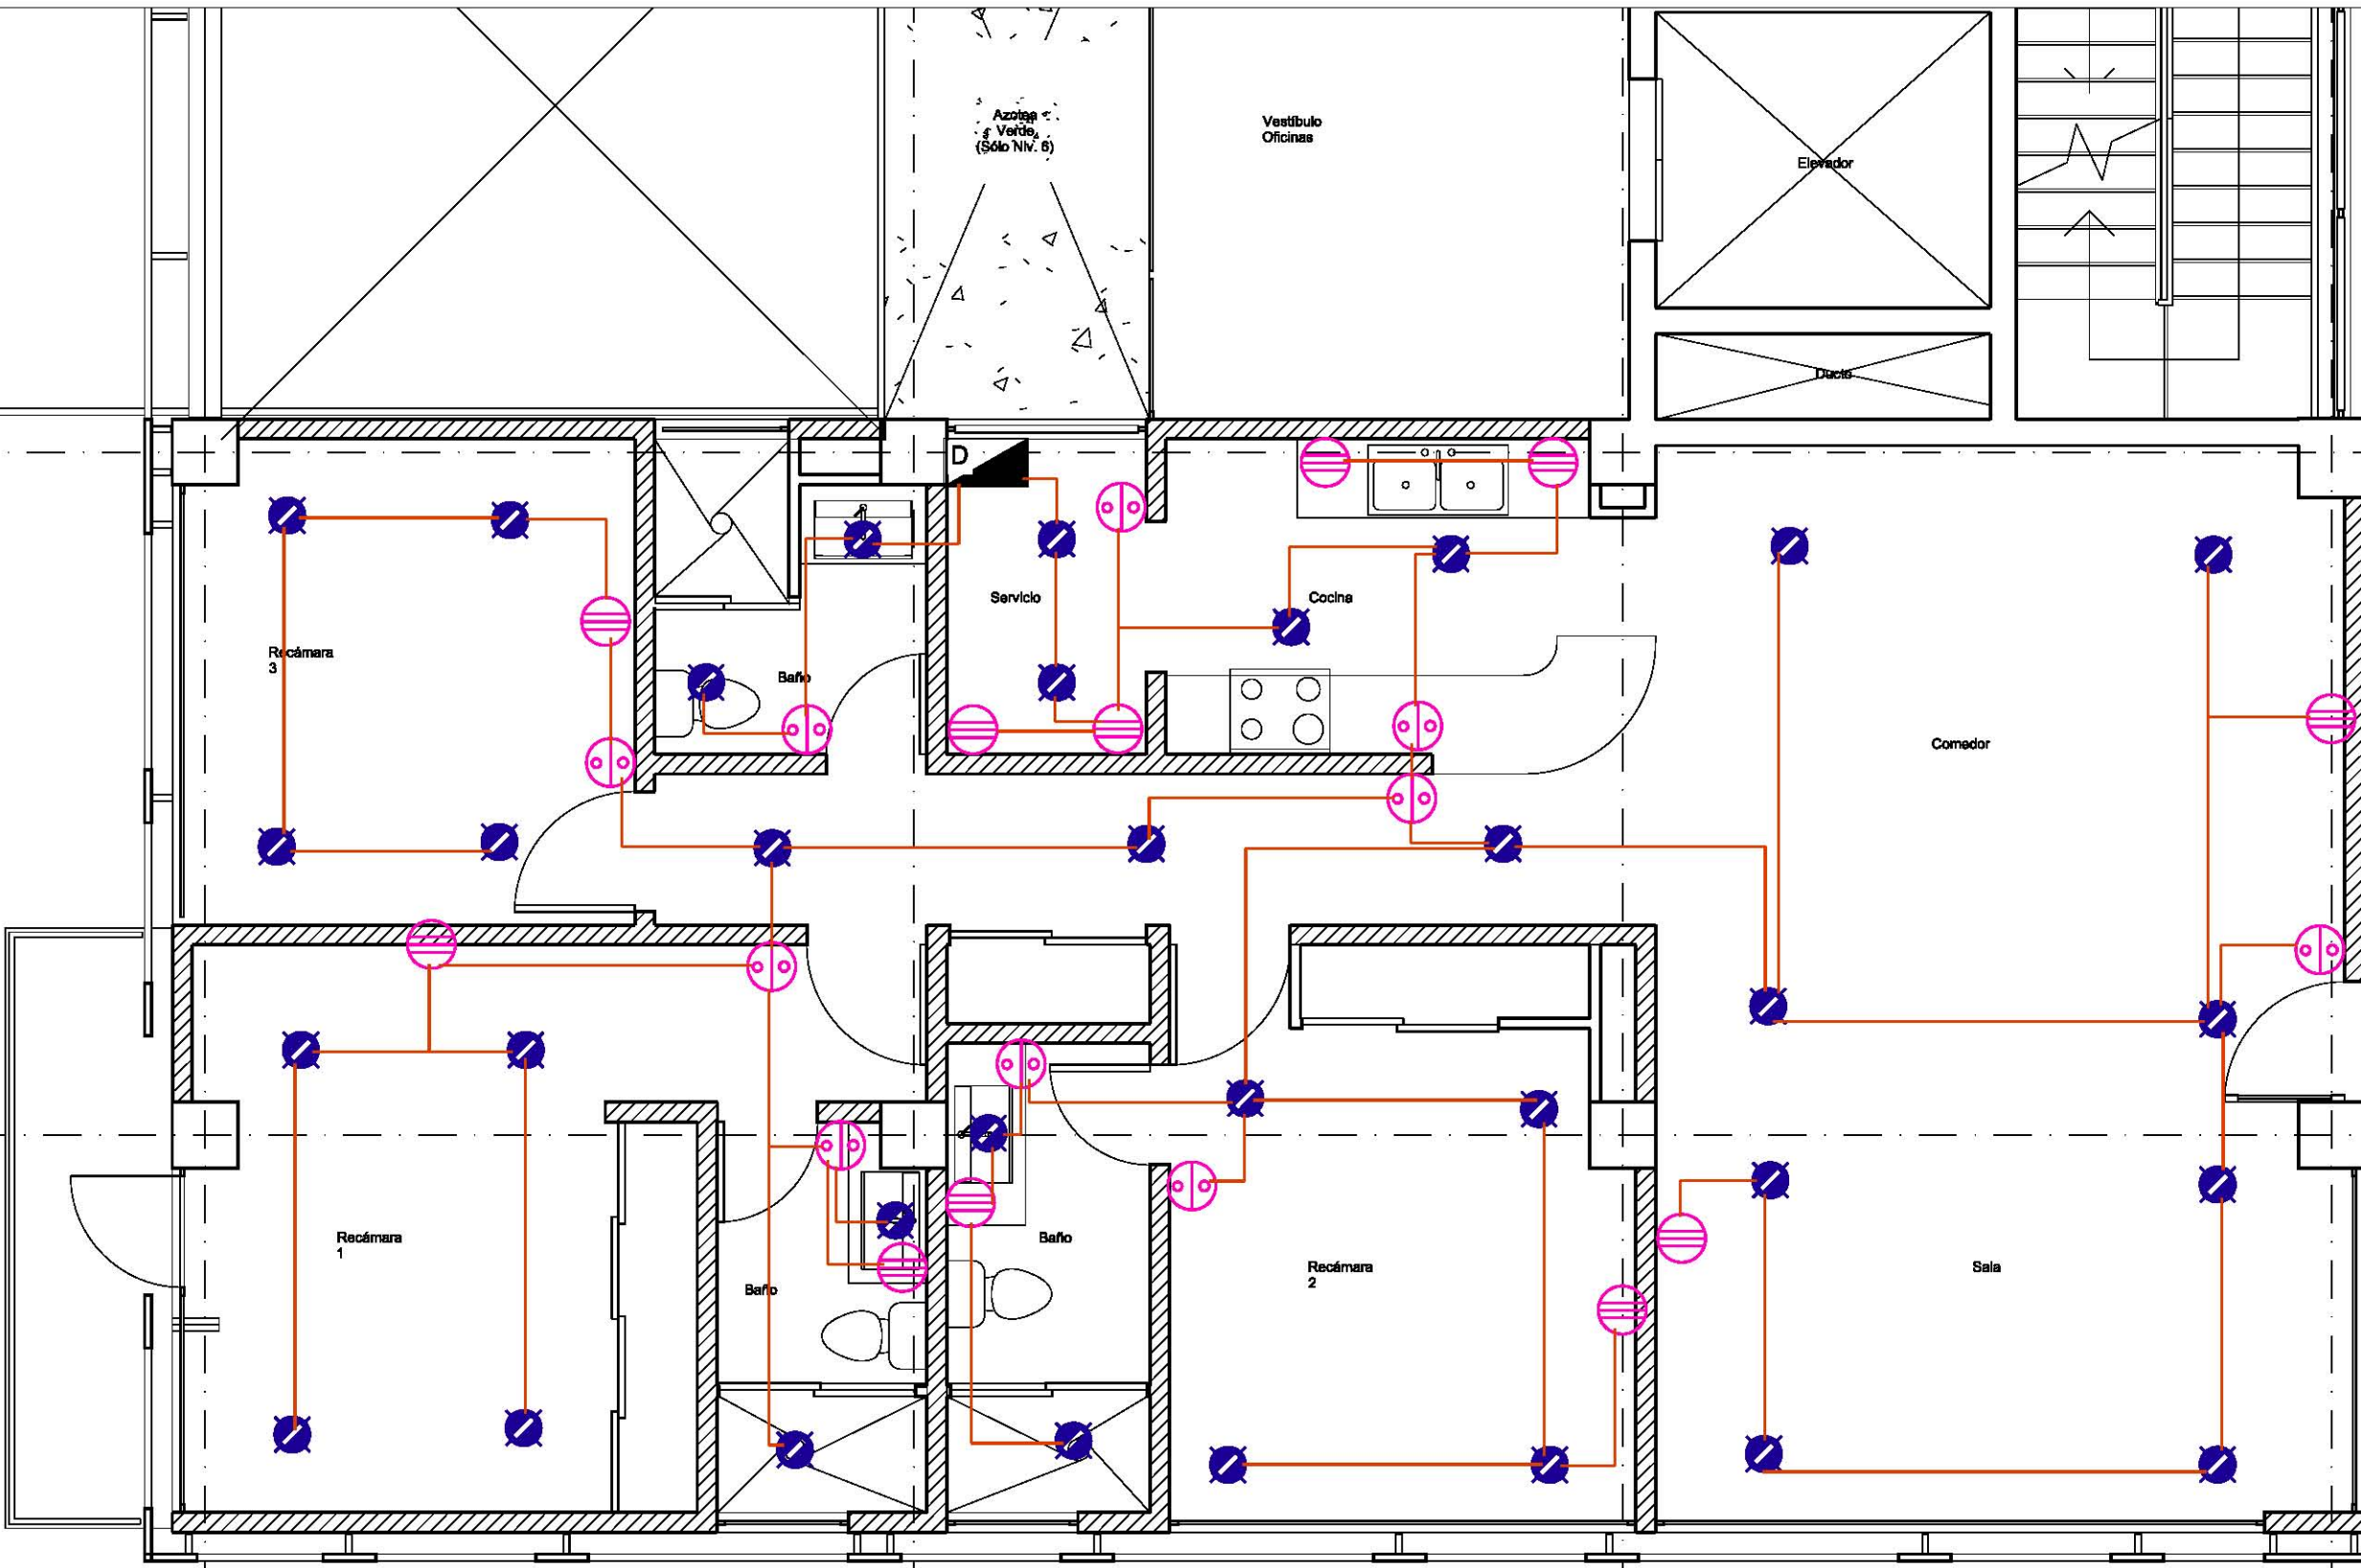 Azotea
Verde
(Sólo Niv. 6)
Vestíbulo
Oficinas
Elevador
Ducto
D
Servicio
Cocina
Recámara
3
Baño
Comedor
Recámara
1
Baño
Baño
Recámara
2
Sala